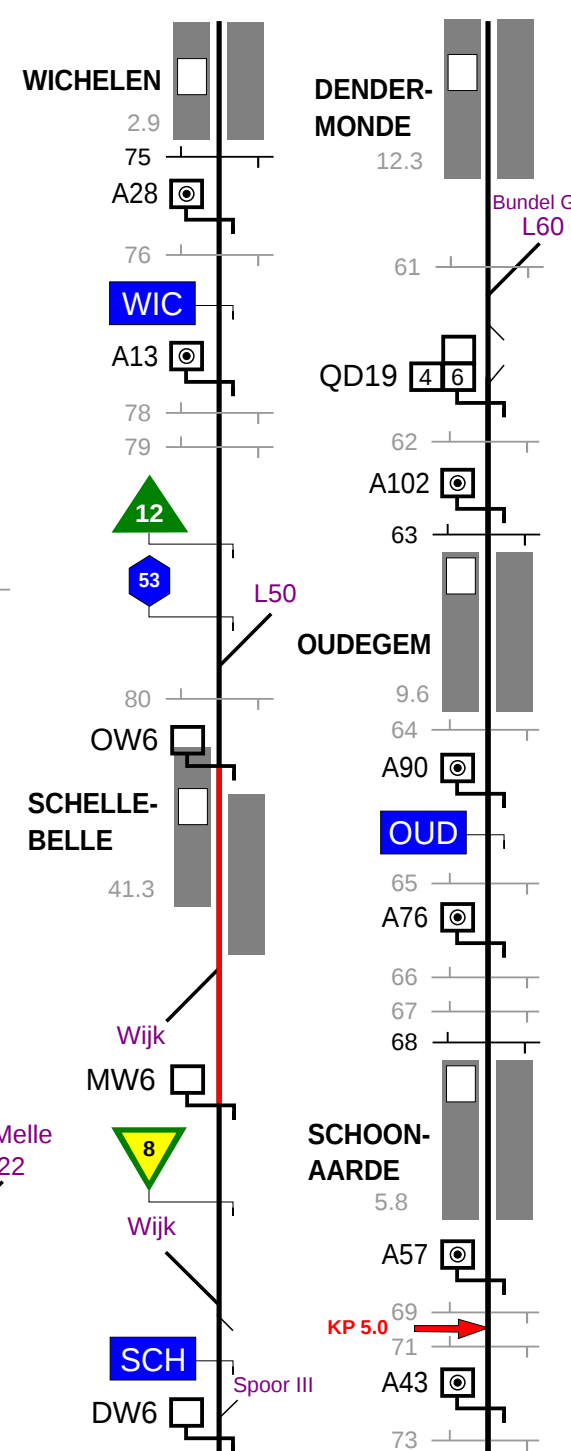 WICHELEN
2.9
75
A28
76
WIC
A13
78
79
12
53
L50
80
OW6
SCHELLE-
BELLE
41.3
Wijk
MW6
Melle
22
8
Wijk
SCH
Spoor III
DW6
DENDER-
MONDE
12.3
Bundel G
L60
61
QD19 4 6
62
A102
63
OUDEGEM
9.6
64
A90
OUD
65
A76
66
67
68
SCHOON-
AARDE
5.8
A57
69
KP 5.0
71
A43
73